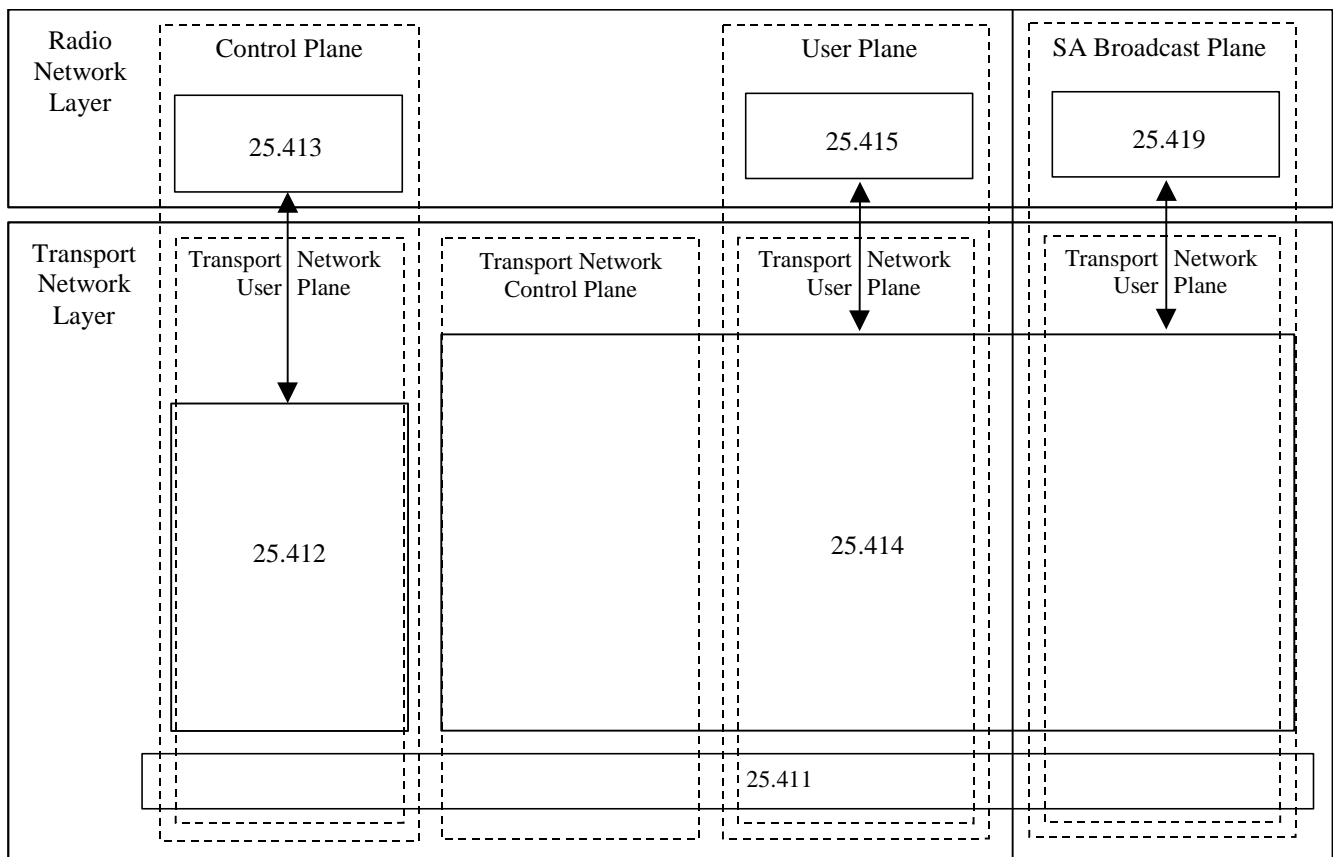 Radio
Network
Layer
Control Plane
User Plane
SA Broadcast Plane
25.413
25.415
25.419
Transport
Network
Layer
Transport Network
User Plane
Transport Network
Control Plane
Transport Network
User Plane
Transport Network
User Plane
25.412
25.414
25.411